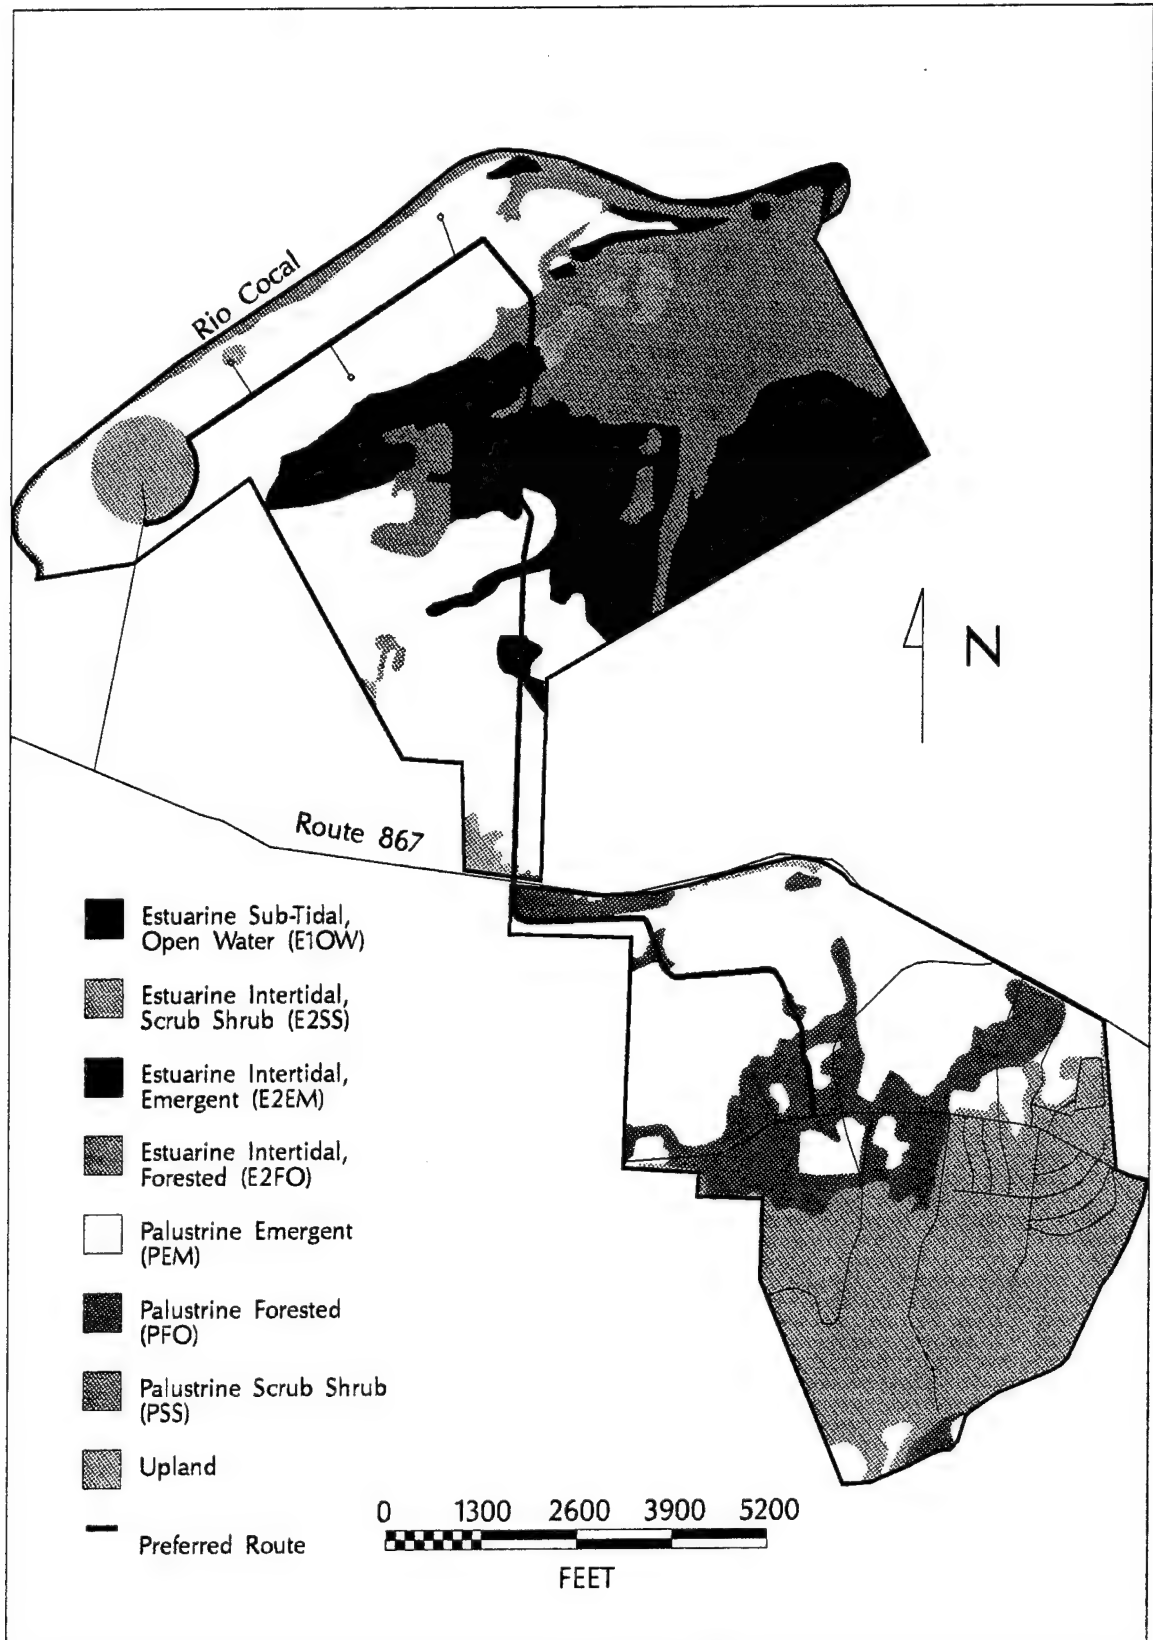 Rio Cocal
N
Route 867
Estuarine Sub-Tidal,
Open Water (E1OW)
Estuarine Intertidal,
Scrub Shrub (E2SS)
Estuarine Intertidal,
Emergent (E2EM)
Estuarine Intertidal,
Forested (E2FO)
Palustrine Emergent
(PEM)
Palustrine Forested
(PFO)
Palustrine Scrub Shrub
(PSS)
Upland
Preferred Route
0 1300 2600 3900 5200
FEET